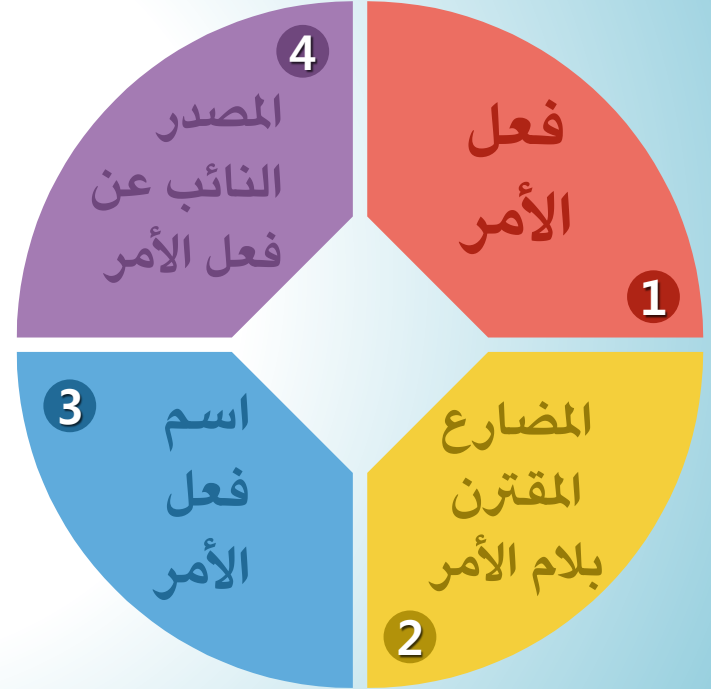 فعل
الأمر
1
المضارع
المقترن
بلام الأمر
2
3
اسم
فعل
الأمر
4
المصدر
النائب عن
فعل الأمر